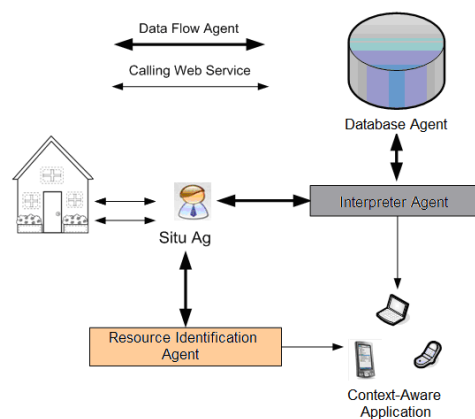 Data Flow Agent
Calling Web Service
Database Agent
Interpreter Agent
Situ Ag
Resource Identification
Agent
Context-Aware
Application